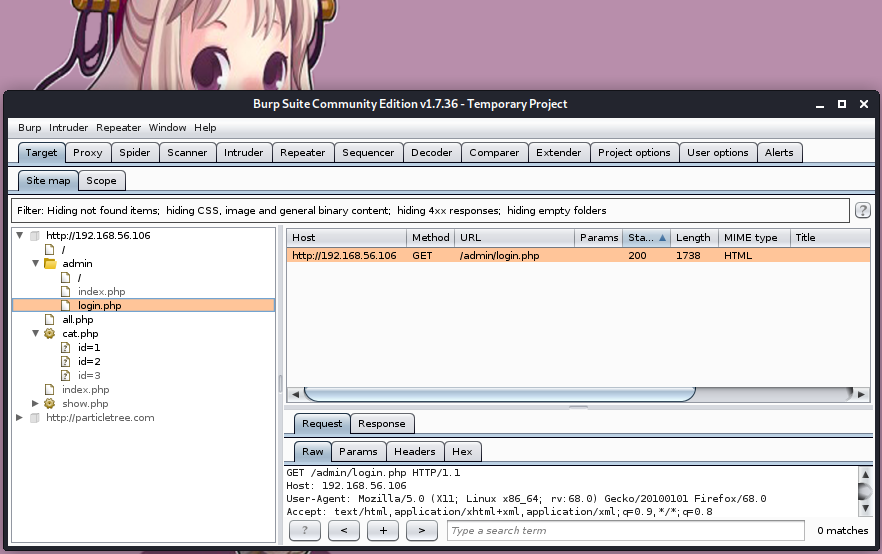 Burp Suite Community Edition v1.7.36 - Temporary Project
Burp Intruder Repeater Window Help
Target Proxy Spider Scanner Intruder Repeater Sequencer Decoder Comparer Extender Project options User options Alerts
Site map Scope
Filter: Hiding not found items; hiding CSS, image and general binary content; hiding 4xx responses; hiding empty folders ?
http://192.168.56.106
/
admin
/
index.php
login.php
all.php
cat.php
id=1
id=2
id=3
index.php
show.php
http://particletree.com
Host Method URL Params Sta... Length MIME type Title
http://192.168.56.106 GET /admin/login.php 200 1738 HTML
Request Response
Raw Params Headers Hex
GET /admin/login.php HTTP/1.1
Host: 192.168.56.106
User-Agent: Mozilla/5.0 (X11; Linux x86_64; rv:68.0) Gecko/20100101 Firefox/68.0
Accept: text/html,application/xhtml+xml,application/xml;q=0.9,*/*;q=0.8
? < + > Type a search term 0 matches